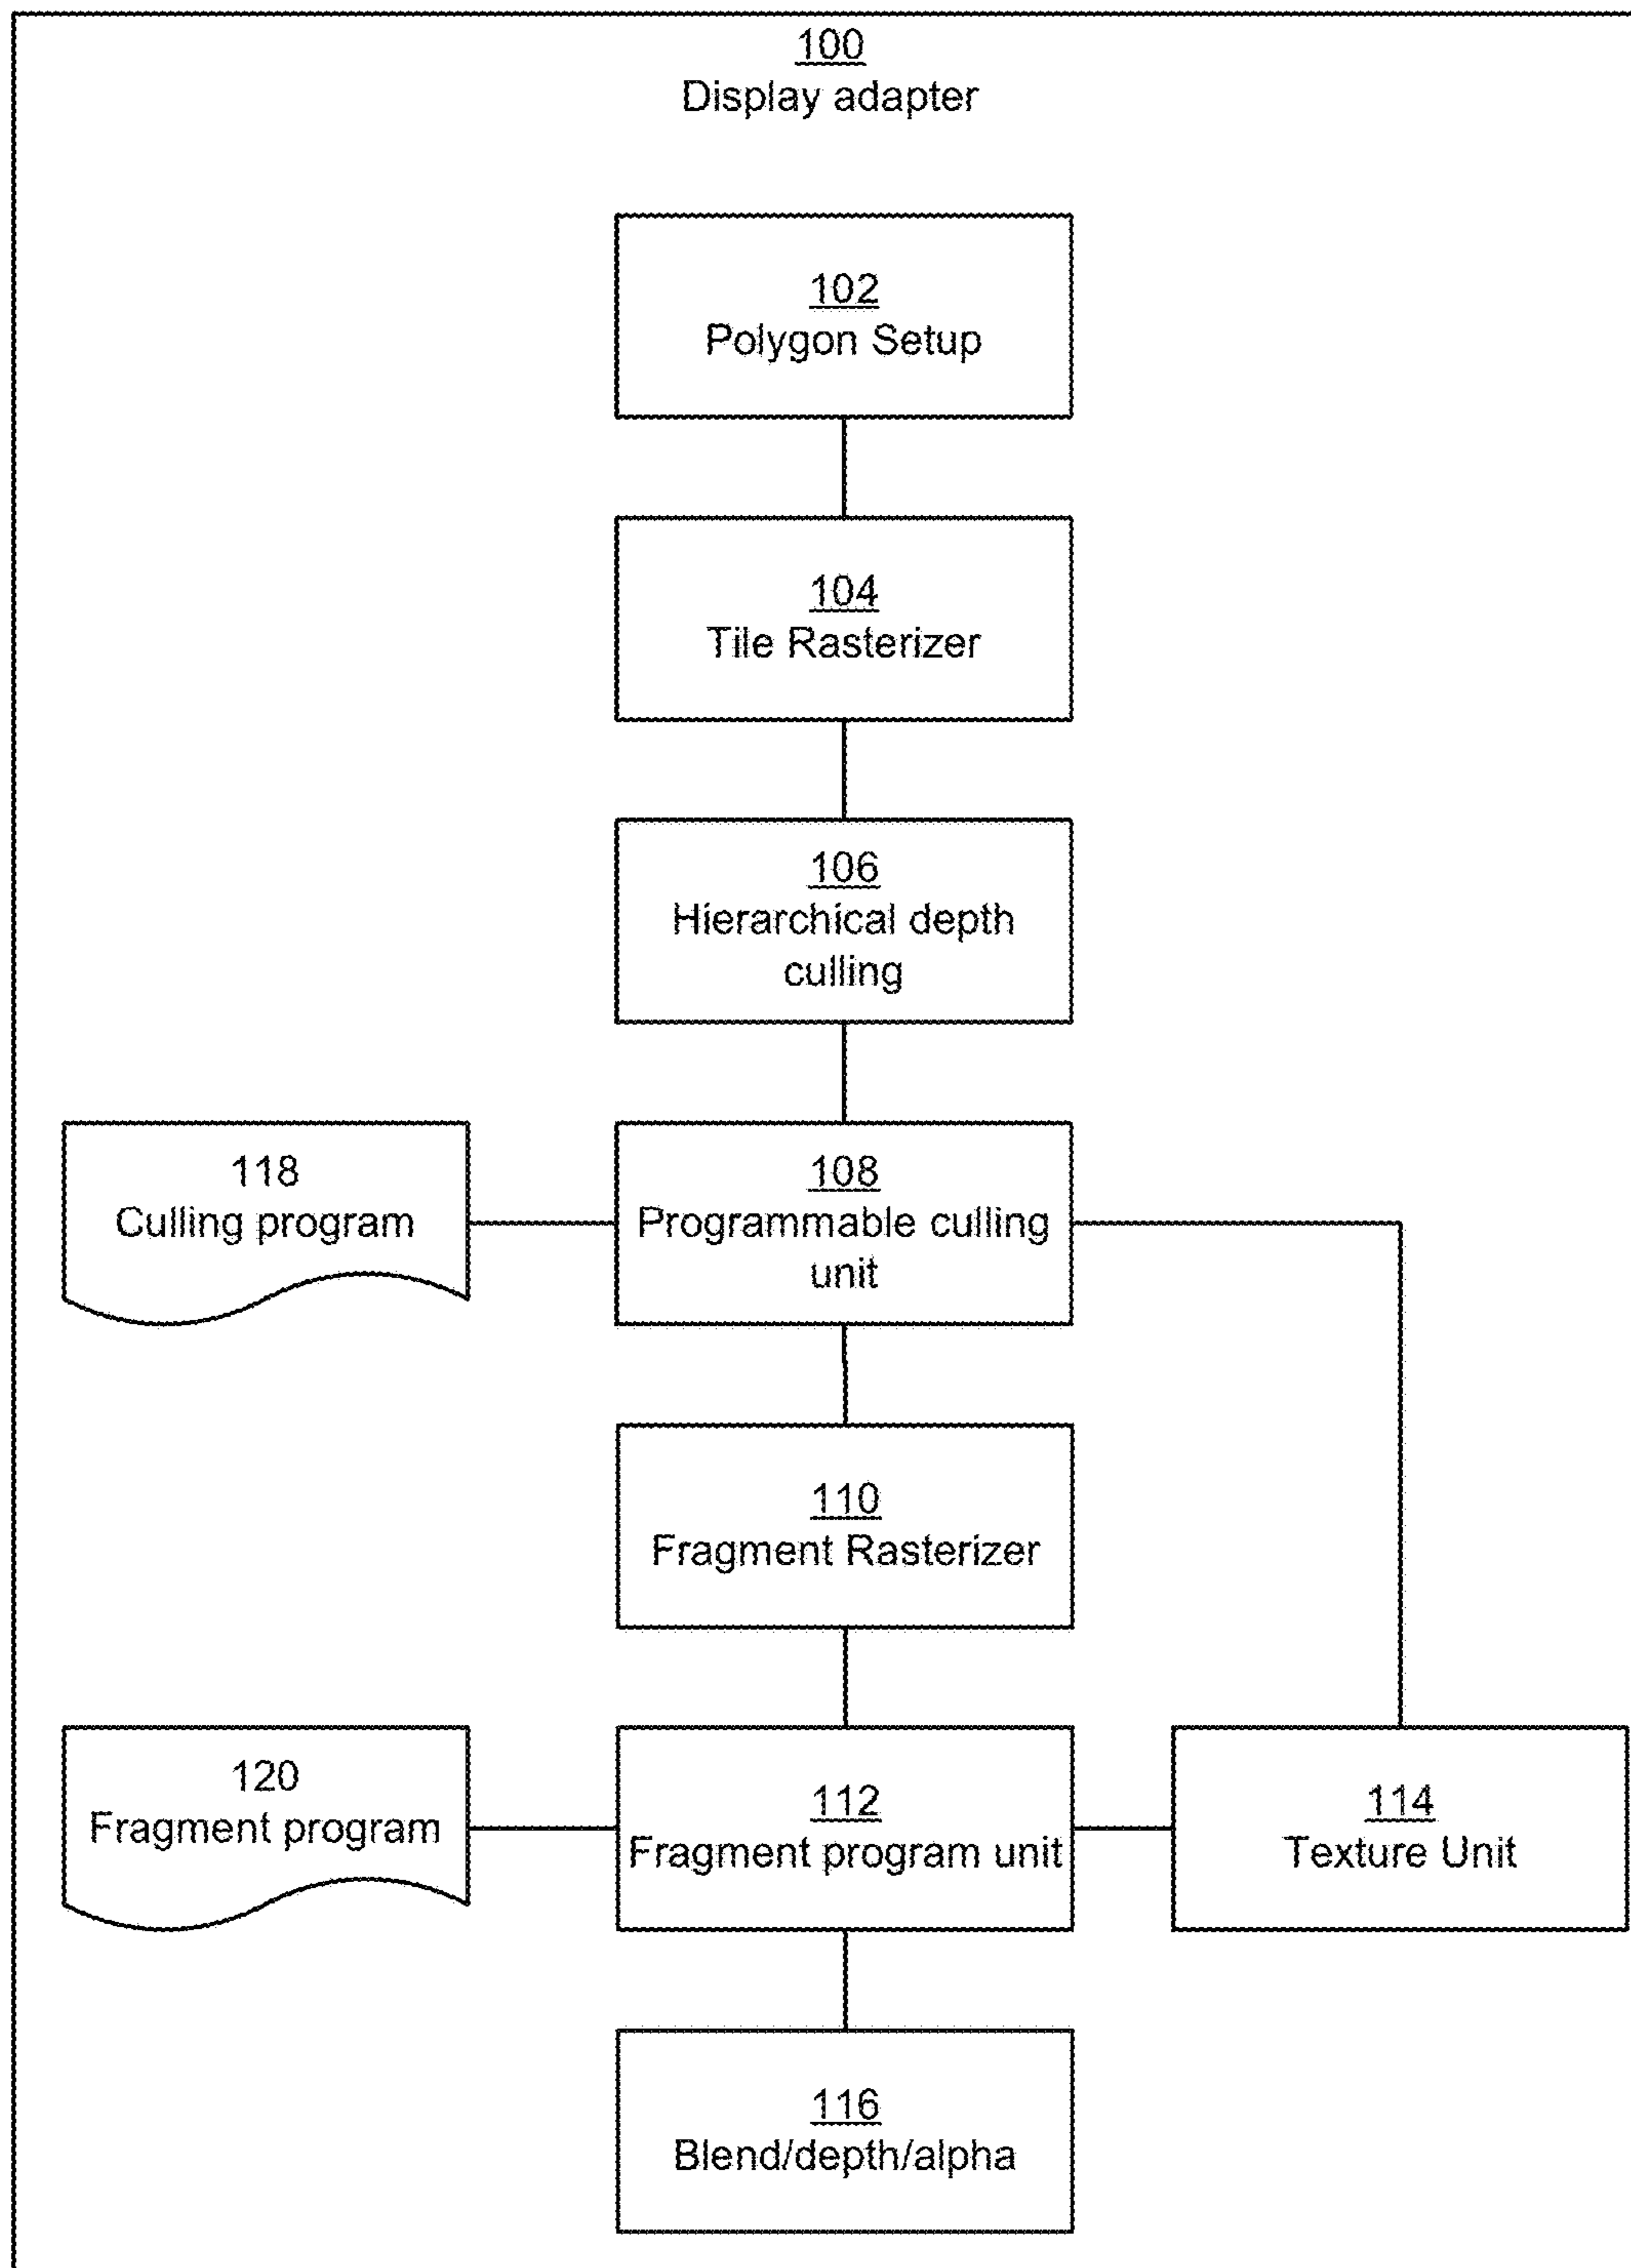 100
Display adapter
102
Polygon Setup
104
Tile Rasterizer
106
Hierarchical depth
culling
118
Culling program
108
Programmable culling
unit
110
Fragment Rasterizer
120
Fragment program
112
Fragment program unit
114
Texture Unit
116
Blend/depth/alpha